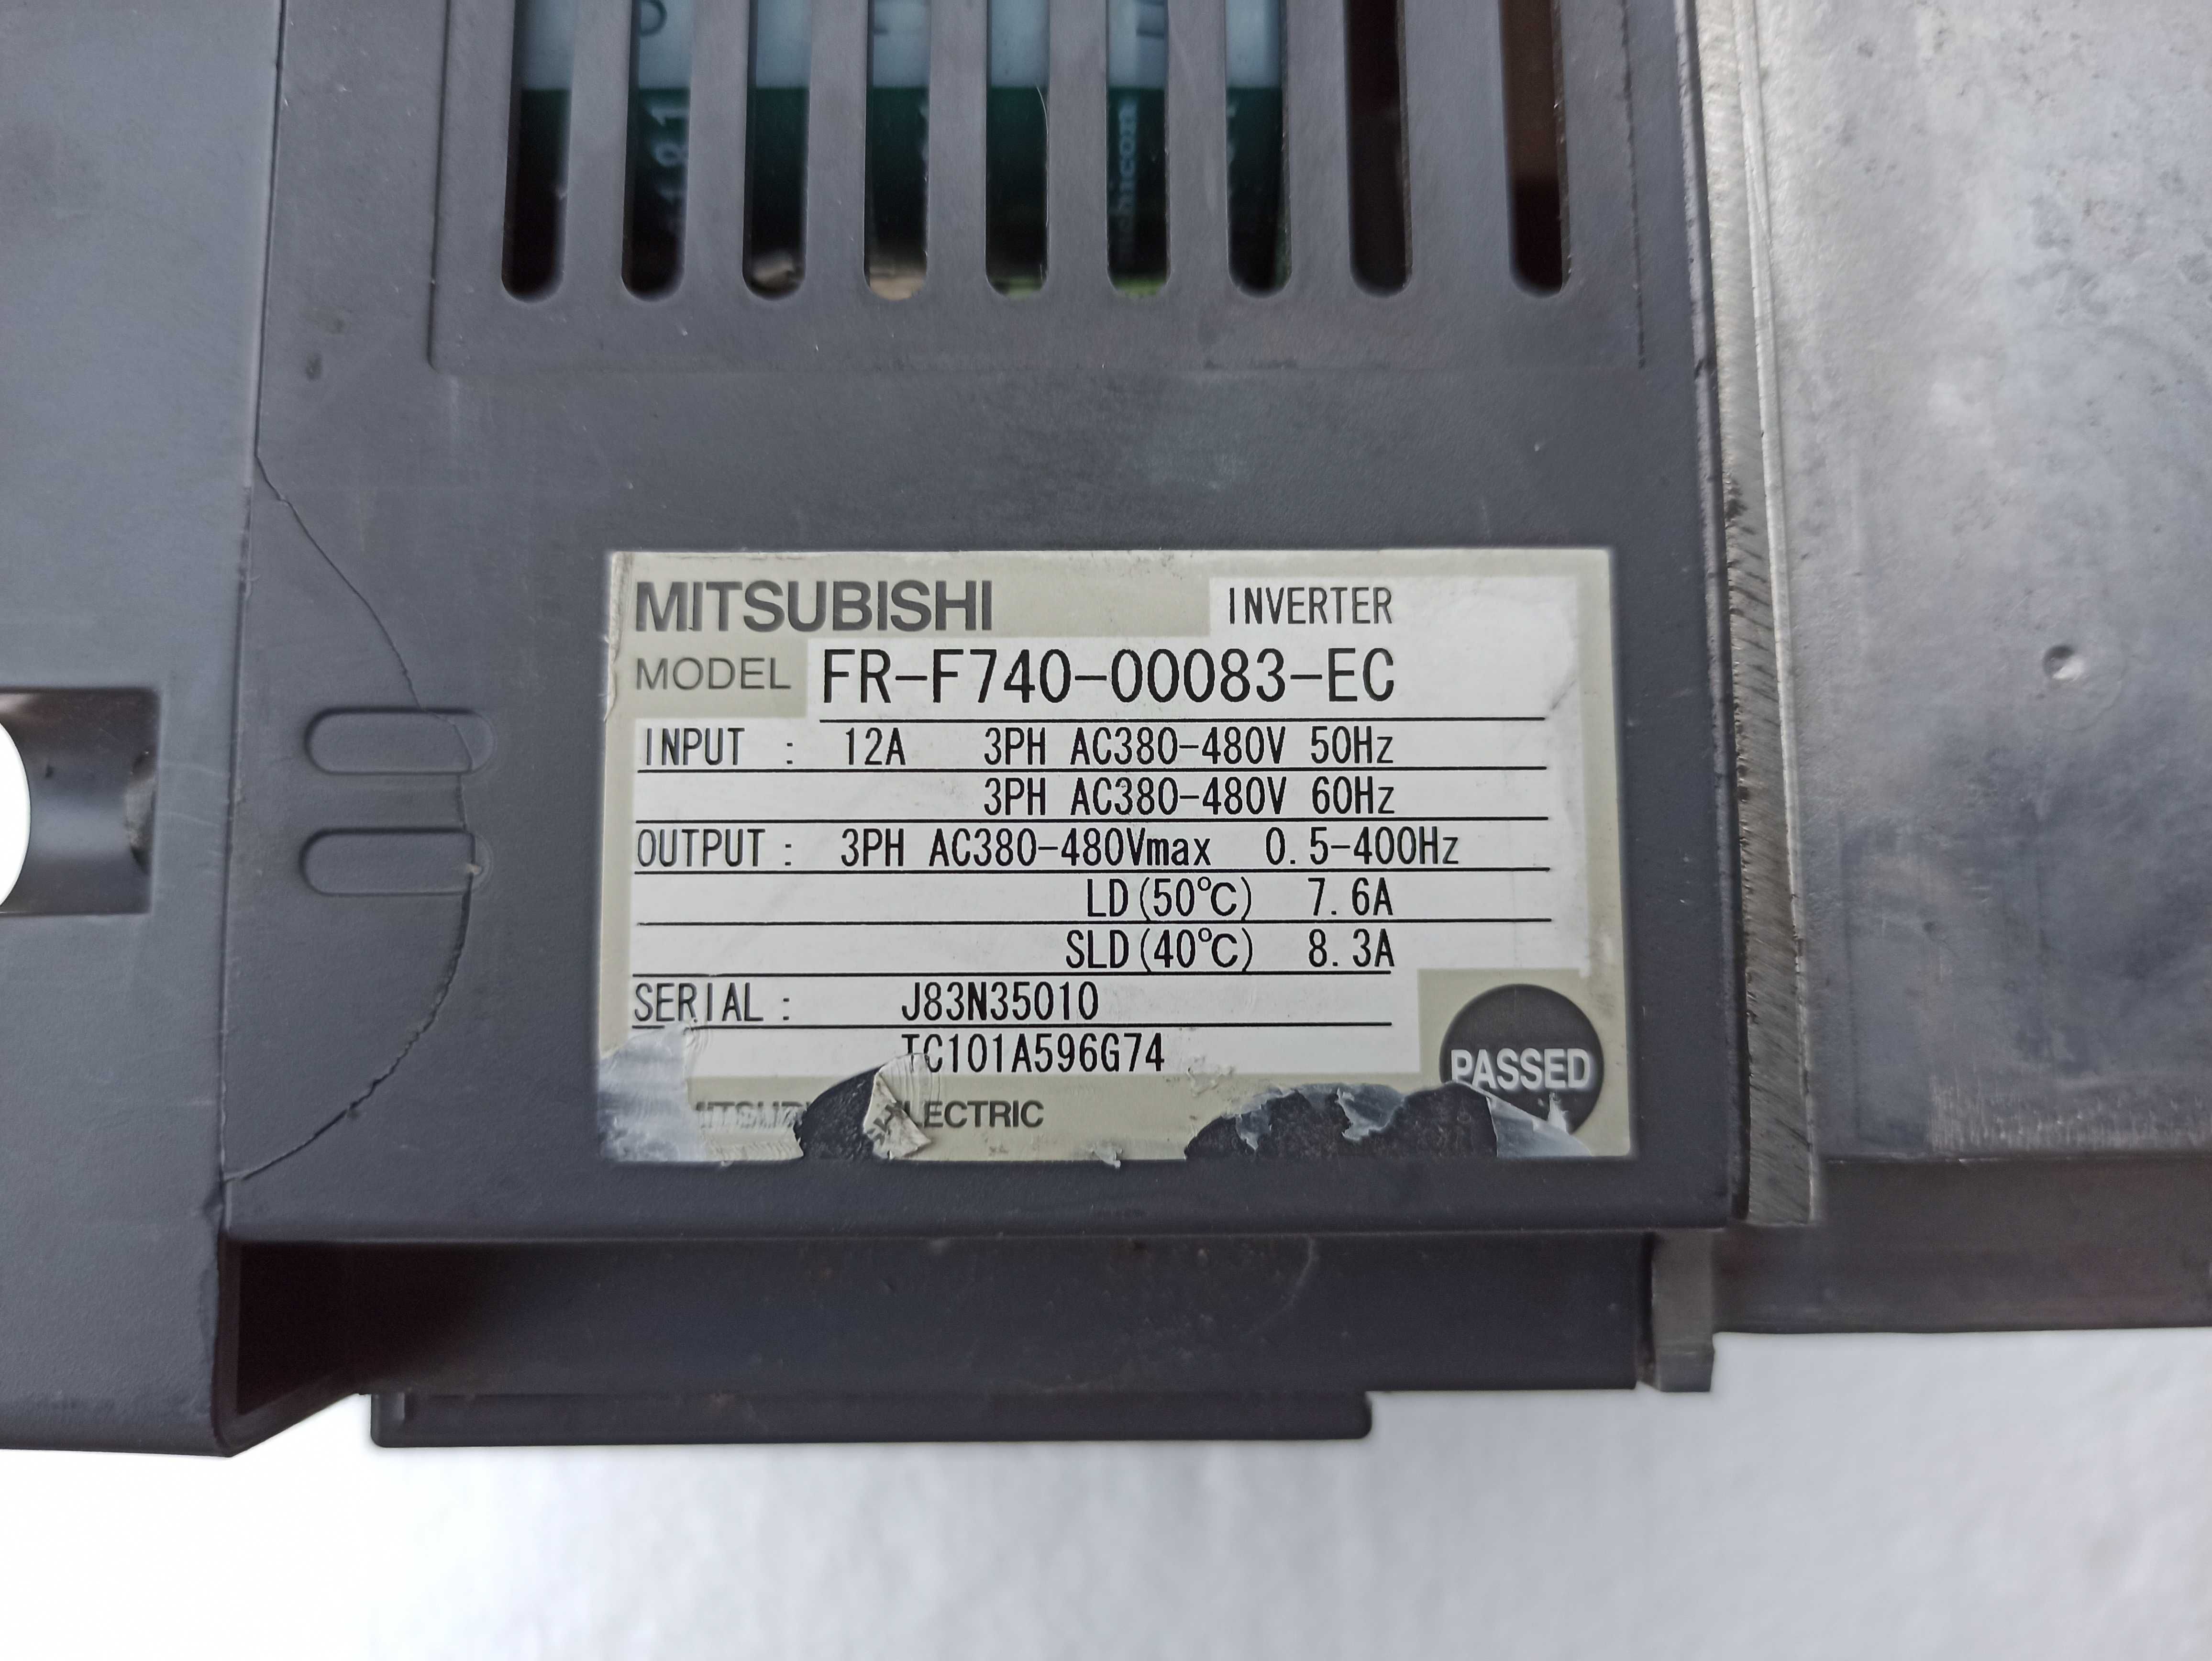 MITSUBISHI INVERTER
MODEL FR-F740-00083-EC
INPUT : 12A 3PH AC380-480V 50Hz
3PH AC380-480V 60Hz
OUTPUT : 3PH AC380-480Vmax 0.5-400Hz
LD(50℃) 7.6A
SLD(40℃) 8.3A
SERIAL : J83N35010
TC101A596G74
PASSED